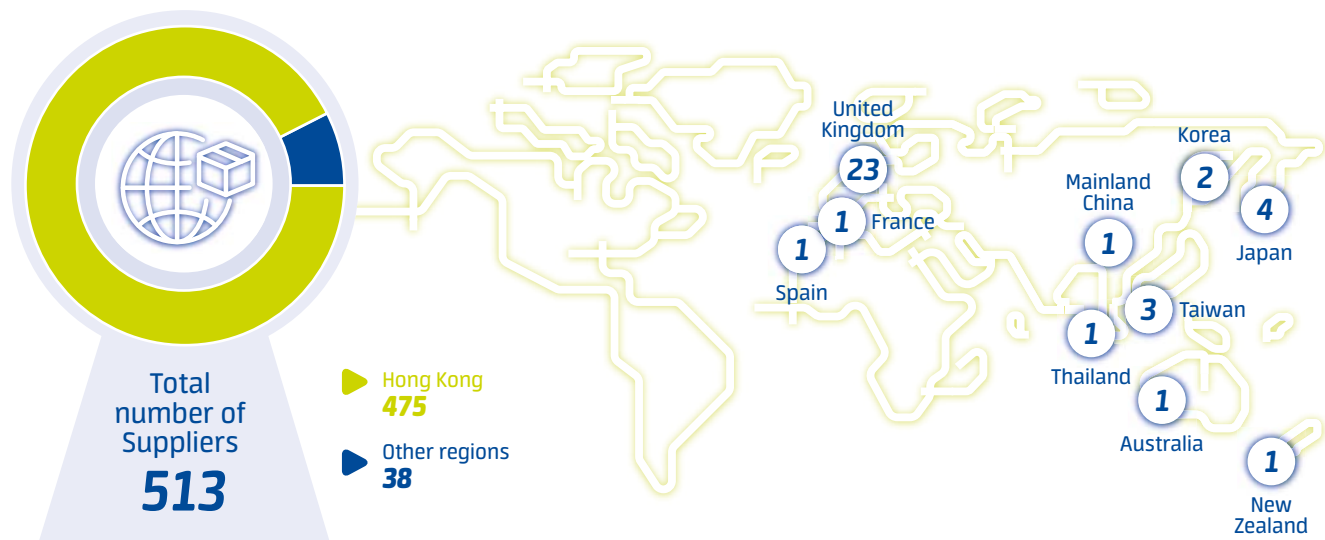 Total
number of
Suppliers
513
Hong Kong
475
Other regions
38
United
Kingdom
23
1
France
1
Spain
Korea
2
4
Japan
Mainland
China
1
3
Taiwan
1
Thailand
1
Australia
1
New
Zealand